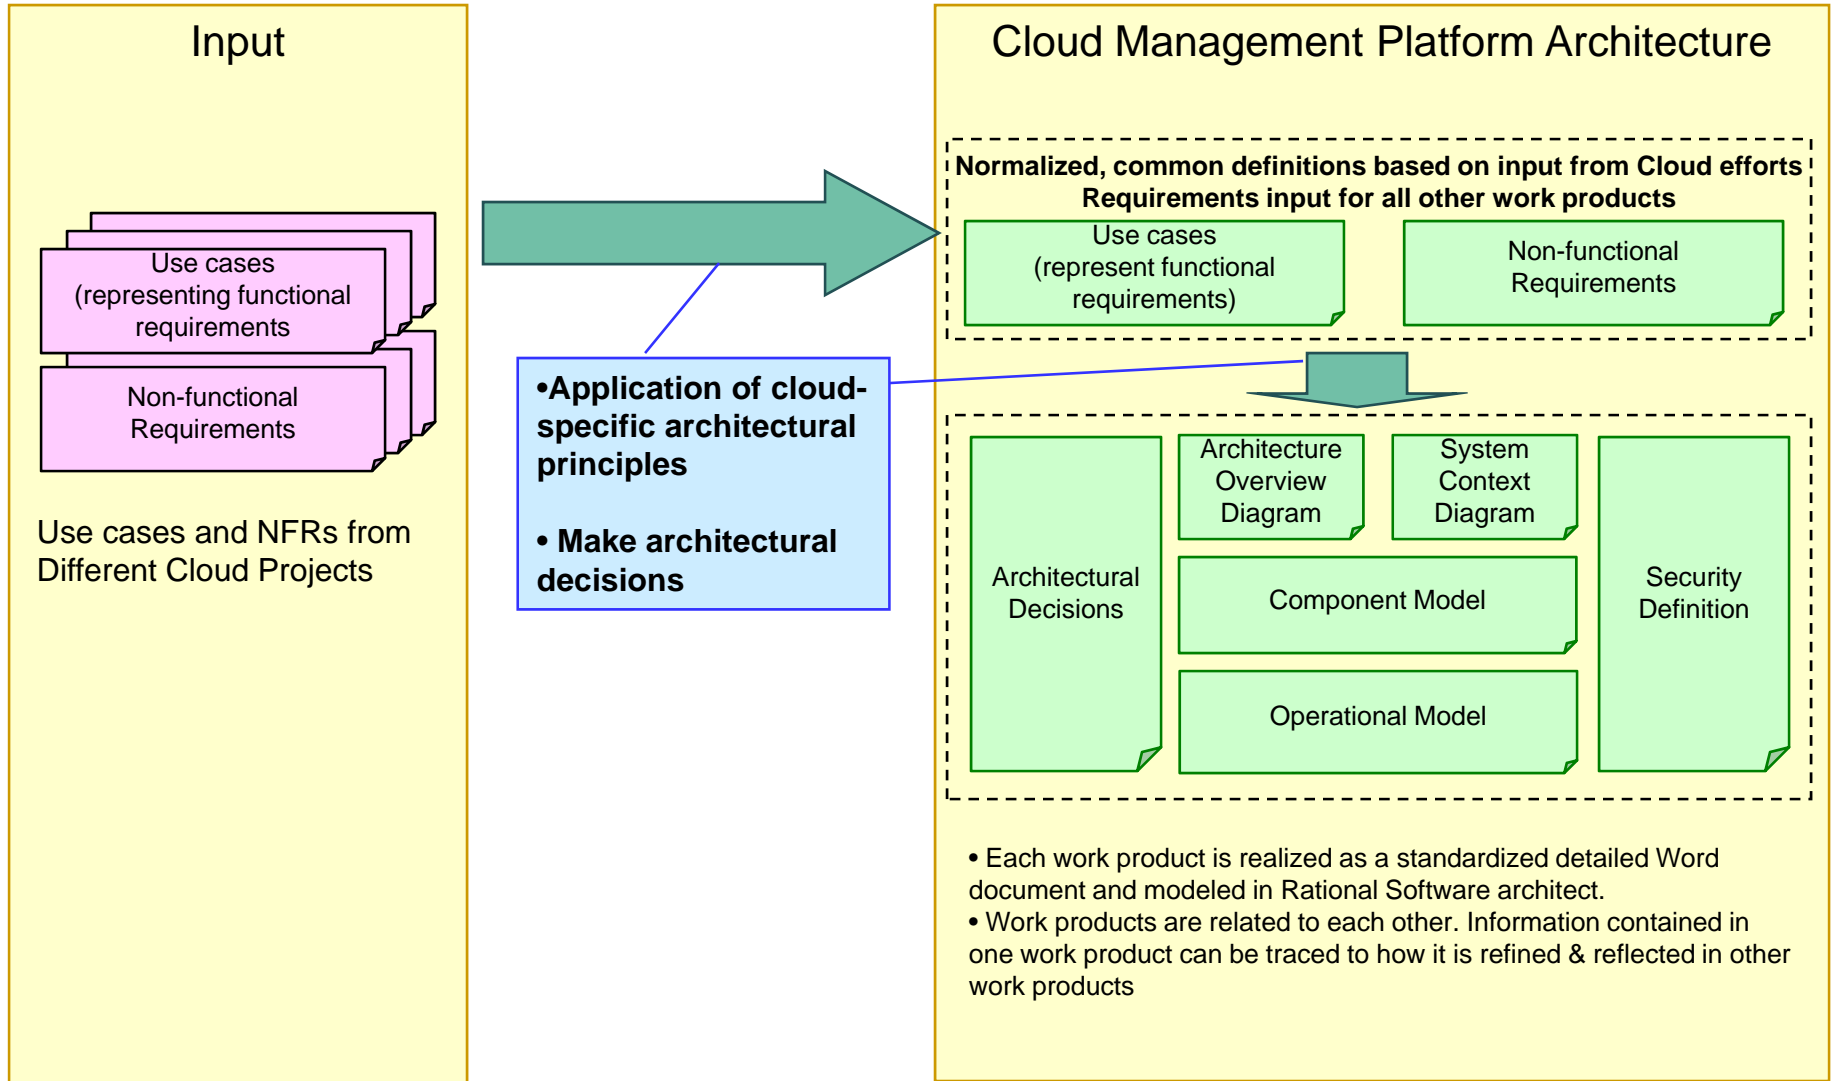 Input
Use cases
(representing functional
requirements
Non-functional
Requirements
Use cases and NFRs from
Different Cloud Projects
•Application of cloud-
specific architectural
principles
• Make architectural
decisions
Cloud Management Platform Architecture
Normalized, common definitions based on input from Cloud efforts
Requirements input for all other work products
Use cases
(represent functional
requirements)
Non-functional
Requirements
Architectural
Decisions
Architecture
Overview
Diagram
System
Context
Diagram
Component Model
Operational Model
Security
Definition
• Each work product is realized as a standardized detailed Word
document and modeled in Rational Software architect.
• Work products are related to each other. Information contained in
one work product can be traced to how it is refined & reflected in other
work products